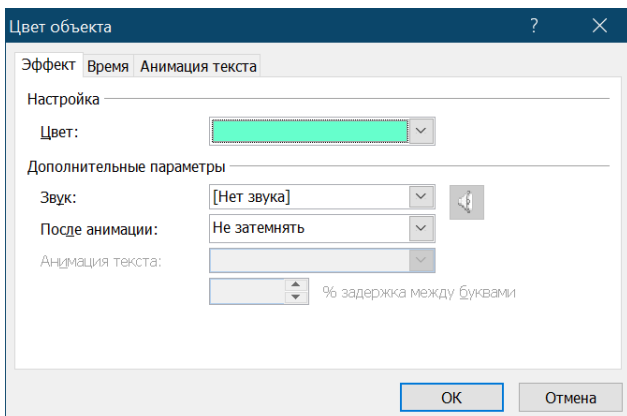 Цвет объекта ?
Эффект Время Анимация текста
Настройка
Цвет:
Дополнительные параметры
Звук: [Нет звука]
После анимации: Не затемнять
Анимация текста:
% задержка между буквами
ОК Отмена